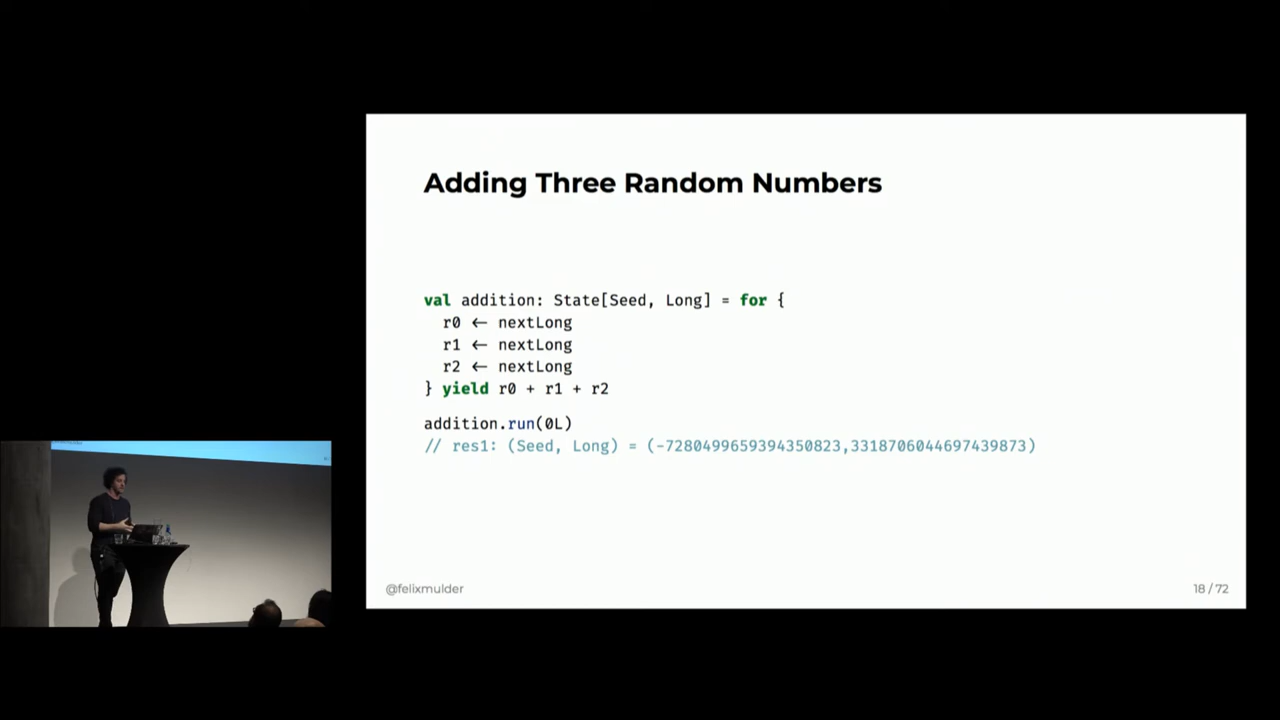 Adding Three Random Numbers
val addition: State[Seed, Long] = for {
r0 ← nextLong
r1 ← nextLong
r2 ← nextLong
} yield r0 + r1 + r2
addition.run(0L)
// res1: (Seed, Long) = (-7280499659394350823,3318706044697439873)
@felixmulder
18 / 72